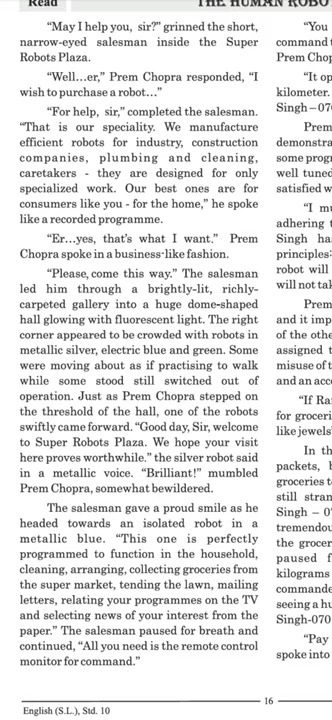 Read
THE HUMAN ROBO
"May I help you, sir?" grinned the short,
narrow-eyed salesman inside the Super
Robots Plaza.
"Well...er," Prem Chopra responded, "I
wish to purchase a robot..."
"For help, sir," completed the salesman.
"That is our speciality. We manufacture
efficient robots for industry, construction
companies, plumbing and cleaning,
caretakers - they are designed for only
specialized work. Our best ones are for
consumers like you - for the home," he spoke
like a recorded programme.
"Er...yes, that's what I want." Prem
Chopra spoke in a business-like fashion.
"Please, come this way." The salesman
led him through a brightly-lit, richly-
carpeted gallery into a huge dome-shaped
hall glowing with fluorescent light. The right
corner appeared to be crowded with robots in
metallic silver, electric blue and green. Some
were moving about as if practising to walk
while some stood still switched out of
operation. Just as Prem Chopra stepped on
the threshold of the hall, one of the robots
swiftly came forward. "Good day, Sir, welcome
to Super Robots Plaza. We hope your visit
here proves worthwhile." the silver robot said
in a metallic voice. "Brilliant!" mumbled
Prem Chopra, somewhat bewildered.
The salesman gave a proud smile as he
headed towards an isolated robot in a
metallic blue. "This one is perfectly
programmed to function in the household,
cleaning, arranging, collecting groceries from
the super market, tending the lawn, mailing
letters, relating your programmes on the TV
and selecting news of your interest from the
paper." The salesman paused for breath and
continued, "All you need is the remote control
monitor for command."
"You
command t
Prem Chop
"It op
kilometer.
Singh – 07
Prem
demonstra
some progr
well tuned
satisfied w
"I mu
adhering t
Singh ha
principles:
robot will
will not tak
Prem
and it imp
of the othe
assigned t
misuse of t
and an acc
"If Ra
for groceri
like jewels
In th
packets, b
groceries t
still stran
Singh – 0
tremendou
the grocer
paused f
kilograms
commande
seeing a hu
Singh-070
"Pay
spoke into
16
English (S.L.), Std. 10